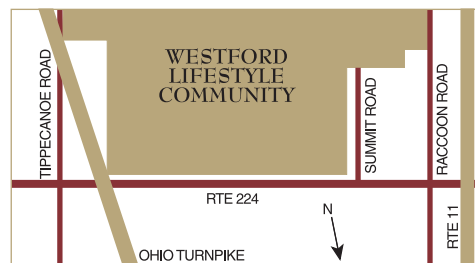 WESTFORD
LIFESTYLE
COMMUNITY
TIPPECANOE ROAD
SUMMIT ROAD
RACCOON ROAD
RTE 224
N
RTE 11
OHIO TURNPIKE